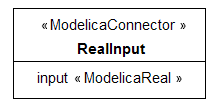 «ModelicaConnector »
RealInput
input «ModelicaReal »